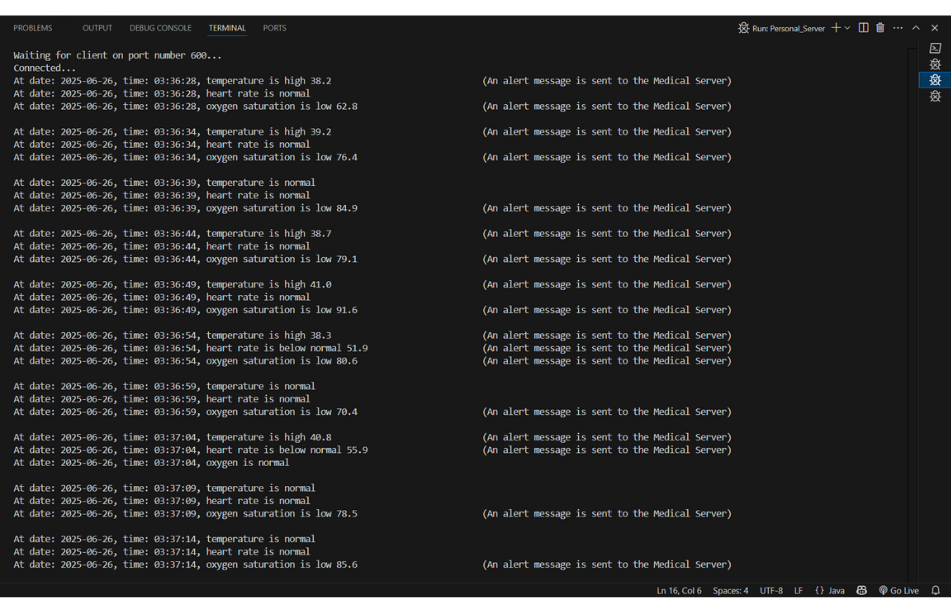 PROBLEMS OUTPUT DEBUG CONSOLE TERMINAL PORTS Run: Personal_Server
Waiting for client on port number 600...
Connected...
At date: 2025-06-26, time: 03:36:28, temperature is high 38.2 (An alert message is sent to the Medical Server)
At date: 2025-06-26, time: 03:36:28, heart rate is normal
At date: 2025-06-26, time: 03:36:28, oxygen saturation is low 62.8 (An alert message is sent to the Medical Server)
At date: 2025-06-26, time: 03:36:34, temperature is high 39.2 (An alert message is sent to the Medical Server)
At date: 2025-06-26, time: 03:36:34, heart rate is normal
At date: 2025-06-26, time: 03:36:34, oxygen saturation is low 76.4 (An alert message is sent to the Medical Server)
At date: 2025-06-26, time: 03:36:39, temperature is normal
At date: 2025-06-26, time: 03:36:39, heart rate is normal
At date: 2025-06-26, time: 03:36:39, oxygen saturation is low 84.9 (An alert message is sent to the Medical Server)
At date: 2025-06-26, time: 03:36:44, temperature is high 38.7 (An alert message is sent to the Medical Server)
At date: 2025-06-26, time: 03:36:44, heart rate is normal
At date: 2025-06-26, time: 03:36:44, oxygen saturation is low 79.1 (An alert message is sent to the Medical Server)
At date: 2025-06-26, time: 03:36:49, temperature is high 41.0 (An alert message is sent to the Medical Server)
At date: 2025-06-26, time: 03:36:49, heart rate is normal
At date: 2025-06-26, time: 03:36:49, oxygen saturation is low 91.6 (An alert message is sent to the Medical Server)
At date: 2025-06-26, time: 03:36:54, temperature is high 38.3 (An alert message is sent to the Medical Server)
At date: 2025-06-26, time: 03:36:54, heart rate is below normal 51.9 (An alert message is sent to the Medical Server)
At date: 2025-06-26, time: 03:36:54, oxygen saturation is low 80.6 (An alert message is sent to the Medical Server)
At date: 2025-06-26, time: 03:36:59, temperature is normal
At date: 2025-06-26, time: 03:36:59, heart rate is normal
At date: 2025-06-26, time: 03:36:59, oxygen saturation is low 70.4 (An alert message is sent to the Medical Server)
At date: 2025-06-26, time: 03:37:04, temperature is high 40.8 (An alert message is sent to the Medical Server)
At date: 2025-06-26, time: 03:37:04, heart rate is below normal 55.9 (An alert message is sent to the Medical Server)
At date: 2025-06-26, time: 03:37:04, oxygen is normal
At date: 2025-06-26, time: 03:37:09, temperature is normal
At date: 2025-06-26, time: 03:37:09, heart rate is normal
At date: 2025-06-26, time: 03:37:09, oxygen saturation is low 78.5 (An alert message is sent to the Medical Server)
At date: 2025-06-26, time: 03:37:14, temperature is normal
At date: 2025-06-26, time: 03:37:14, heart rate is normal
At date: 2025-06-26, time: 03:37:14, oxygen saturation is low 85.6 (An alert message is sent to the Medical Server)
Ln 16, Col 6 Spaces: 4 UTF-8 LF {} Java Go Live